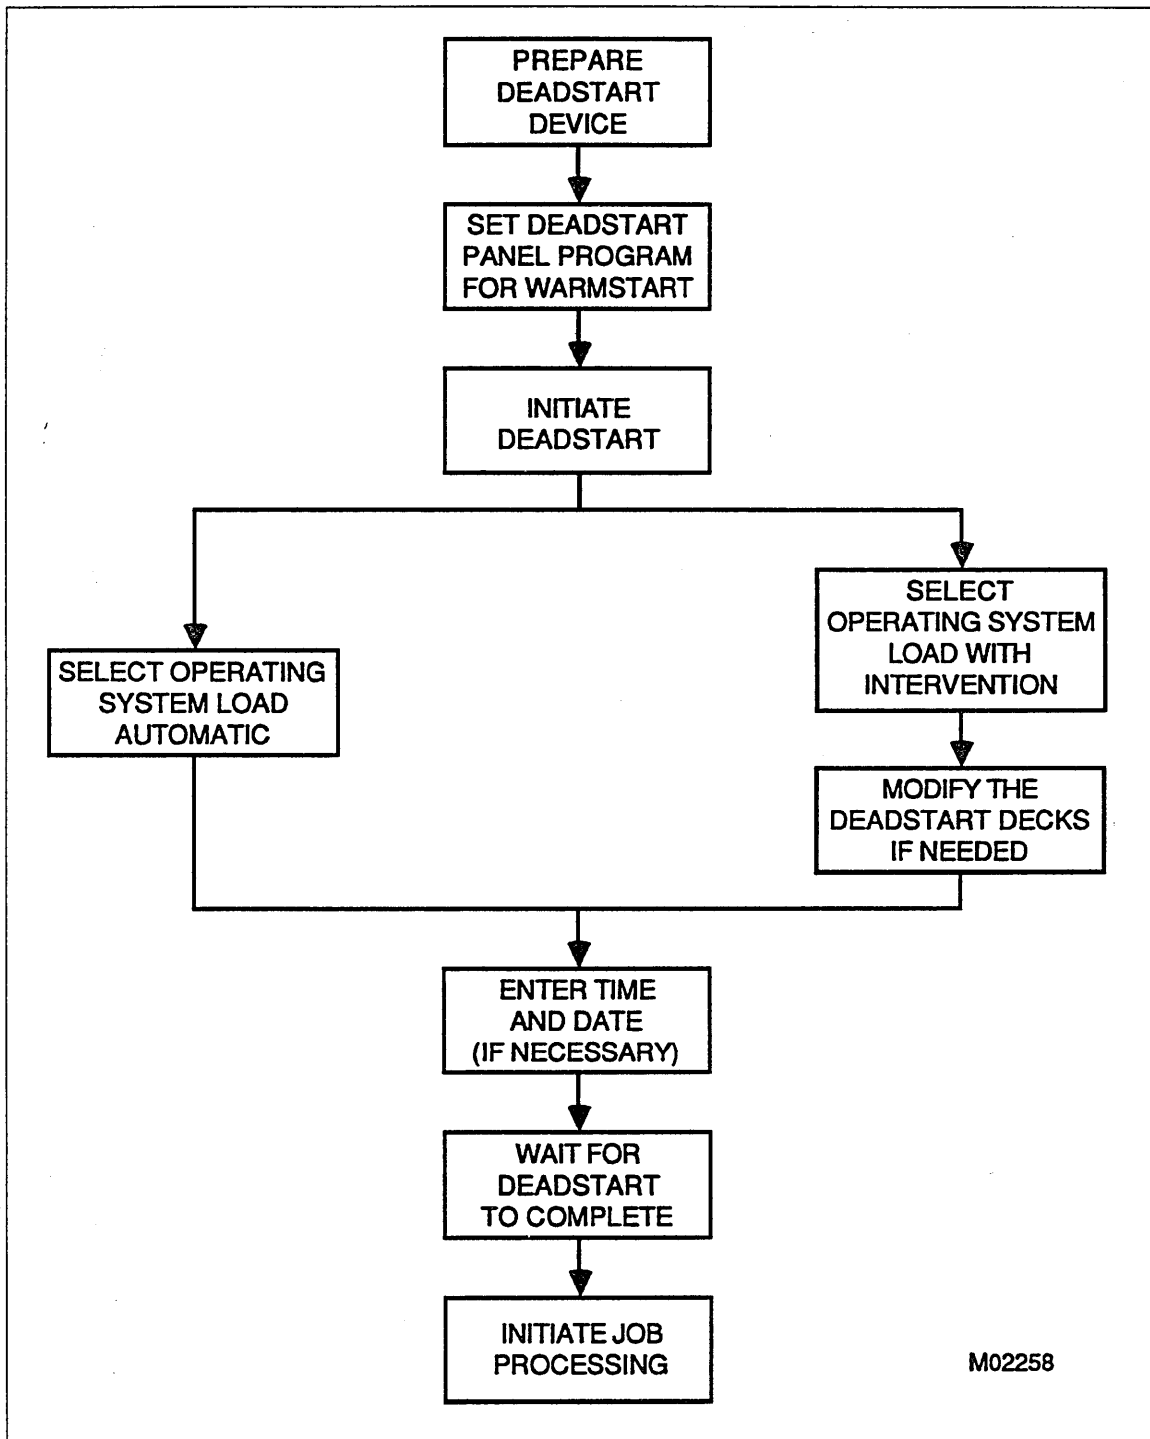 PREPARE
DEADSTART
DEVICE
SET DEADSTART
PANEL PROGRAM
FOR WARMSTART
INITIATE
DEADSTART
SELECT OPERATING
SYSTEM LOAD
AUTOMATIC
SELECT
OPERATING SYSTEM
LOAD WITH
INTERVENTION
MODIFY THE
DEADSTART DECKS
IF NEEDED
ENTER TIME
AND DATE
(IF NECESSARY)
WAIT FOR
DEADSTART
TO COMPLETE
INITIATE JOB
PROCESSING
M02258